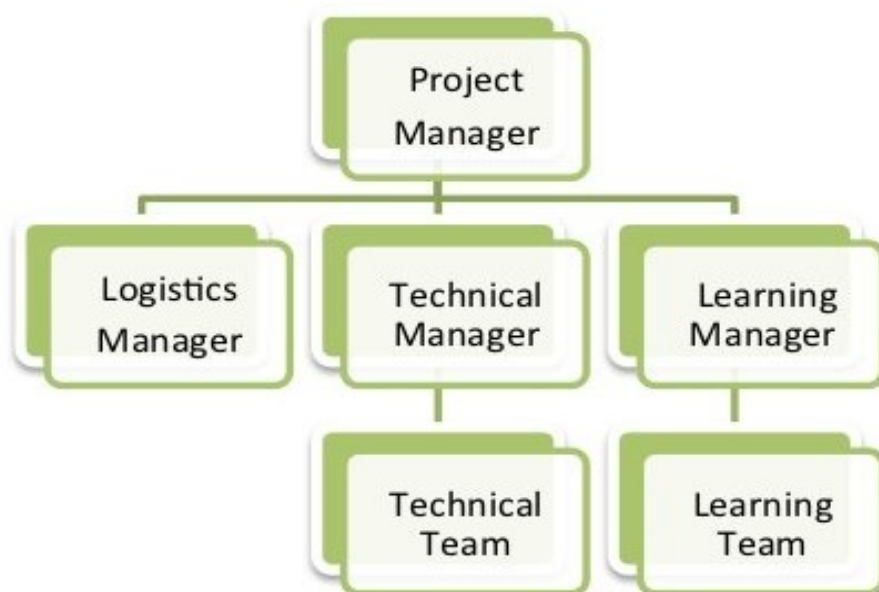 Project
Manager
Logistics
Manager
Technical
Manager
Learning
Manager
Technical
Team
Learning
Team